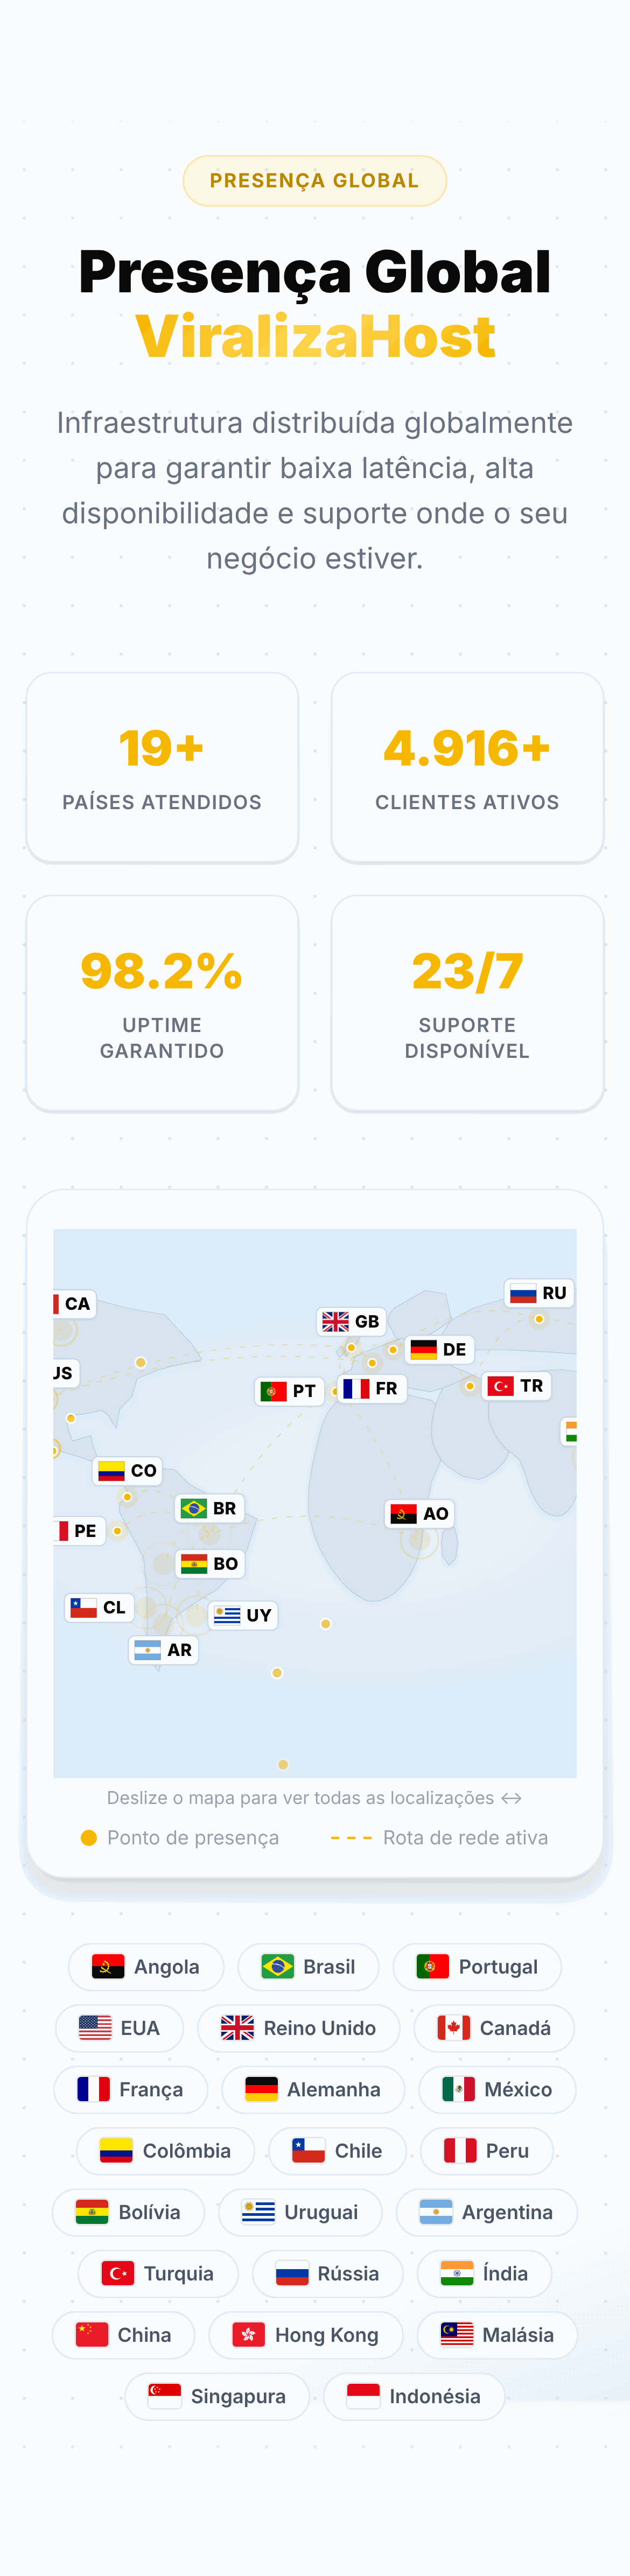 PRESENÇA GLOBAL
Presença Global
ViralizaHost
Infraestrutura distribuída globalmente
para garantir baixa latência, alta
disponibilidade e suporte onde o seu
negócio estiver.
19+
PAÍSES ATENDIDOS
4.916+
CLIENTES ATIVOS
98.2%
UPTIME
GARANTIDO
23/7
SUPORTE
DISPONÍVEL
RU
CA
GB
DE
US
PT
FR
TR
CO
BR
AO
PE
BO
CL
UY
AR
Deslize o mapa para ver todas as localizações ↔
Ponto de presença
Rota de rede ativa
Angola
Brasil
Portugal
EUA
Reino Unido
Canadá
França
Alemanha
México
Colômbia
Chile
Peru
Bolívia
Uruguai
Argentina
Turquia
Rússia
Índia
China
Hong Kong
Malásia
Singapura
Indonésia